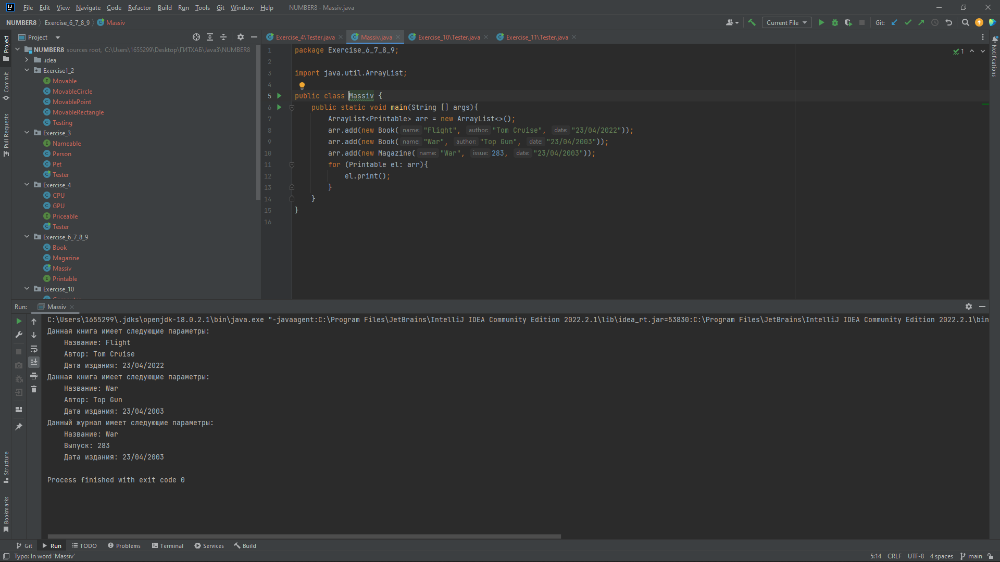 File Edit View Navigate Code Refactor Build Run Tools Git Window Help NUMBER8 - Massiv.java
NUMBER8 Exercise_6_7_8_9 Massiv
Current File Git:
Project
Exercise_4\Tester.java Massiv.java Exercise_10\Tester.java Exercise_11\Tester.java
Project
Commit
Pull Requests
Structure
Bookmarks
Notifications
NUMBER8 sources root, C:\Users\1655299\Desktop\ГИТХАБ\Java3\NUMBER8
.idea
Exercise1_2
Movable
MovableCircle
MovablePoint
MovableRectangle
Testing
Exercise_3
Nameable
Person
Pet
Tester
Exercise_4
CPU
GPU
Priceable
Tester
Exercise_6_7_8_9
Book
Magazine
Massiv
Printable
Exercise_10
1
1 package Exercise_6_7_8_9;
2
3 import java.util.ArrayList;
4
5 public class Massiv {
6 public static void main(String [] args){
7 ArrayList<Printable> arr = new ArrayList<>();
8 arr.add(new Book( name: "Flight", author: "Tom Cruise", date: "23/04/2022"));
9 arr.add(new Book( name: "War", author: "Top Gun", date: "23/04/2003"));
10 arr.add(new Magazine( name: "War", issue: 283, date: "23/04/2003"));
11 for (Printable el: arr){
12 el.print();
13 }
14 }
15 }
16
Run: Massiv
C:\Users\1655299\.jdks\openjdk-18.0.2.1\bin\java.exe "-javaagent:C:\Program Files\JetBrains\IntelliJ IDEA Community Edition 2022.2.1\lib\idea_rt.jar=53830:C:\Program Files\JetBrains\IntelliJ IDEA Community Edition 2022.2.1\bin
Данная книга имеет следующие параметры:
Название: Flight
Автор: Tom Cruise
Дата издания: 23/04/2022
Данная книга имеет следующие параметры:
Название: War
Автор: Top Gun
Дата издания: 23/04/2003
Данный журнал имеет следующие параметры:
Название: War
Выпуск: 283
Дата издания: 23/04/2003
Process finished with exit code 0
Git Run TODO Problems Terminal Services Build
Typo: In word 'Massiv' 5:14 CRLF UTF-8 4 spaces main